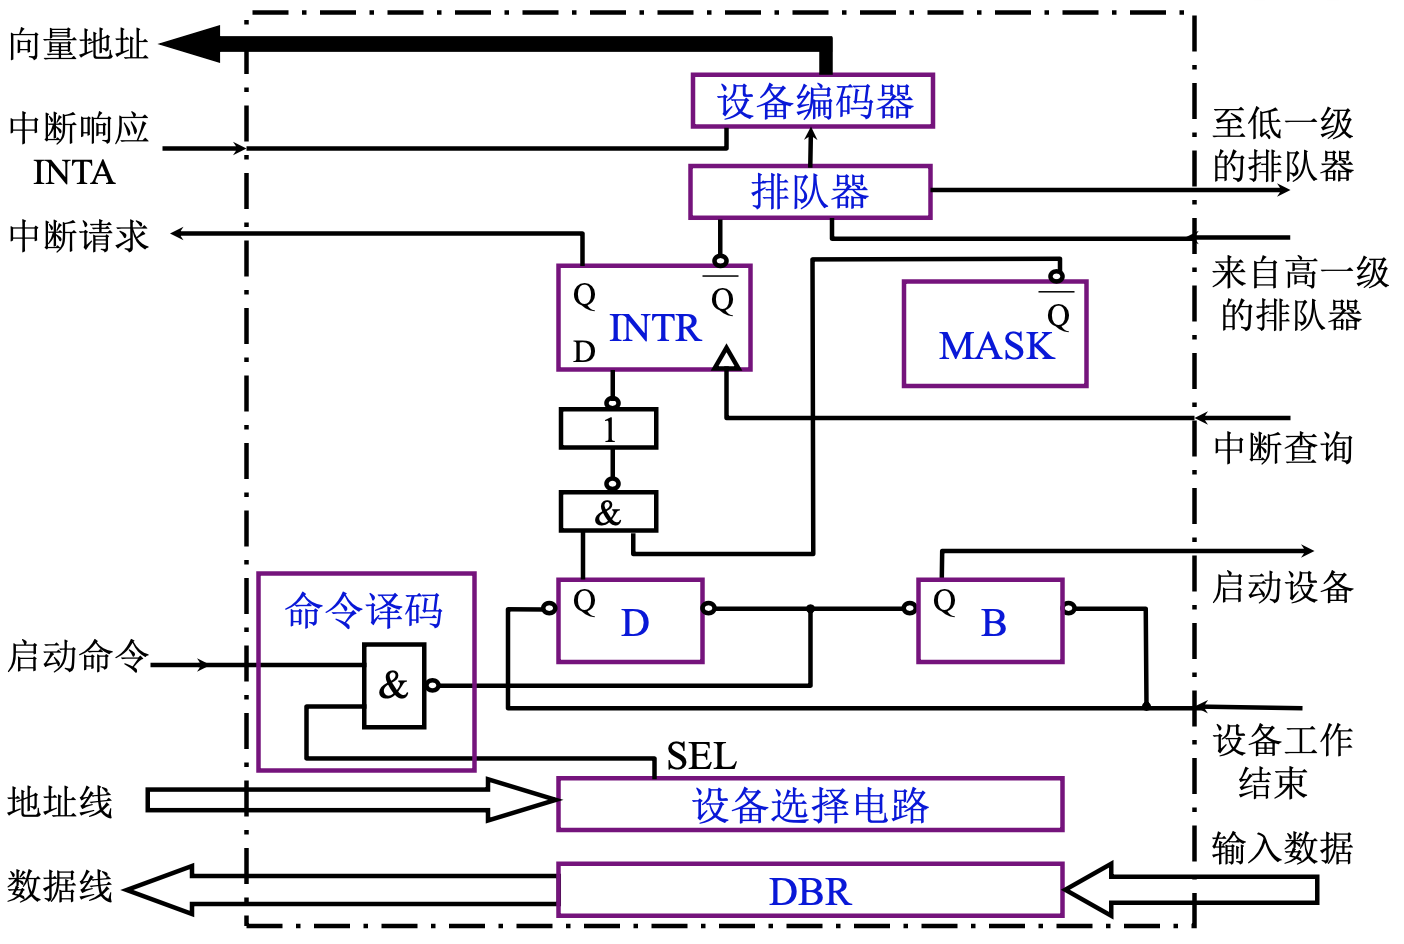 向量地址
设备编码器
中断响应
INTA
至低一级
的排队器
排队器
中断请求
来自高一级
的排队器
Q
Q
INTR
D
Q
MASK
1
中断查询
&
启动设备
命令译码
Q
D
Q
B
启动命令
&
设备工作
结束
SEL
地址线
设备选择电路
输入数据
数据线
DBR